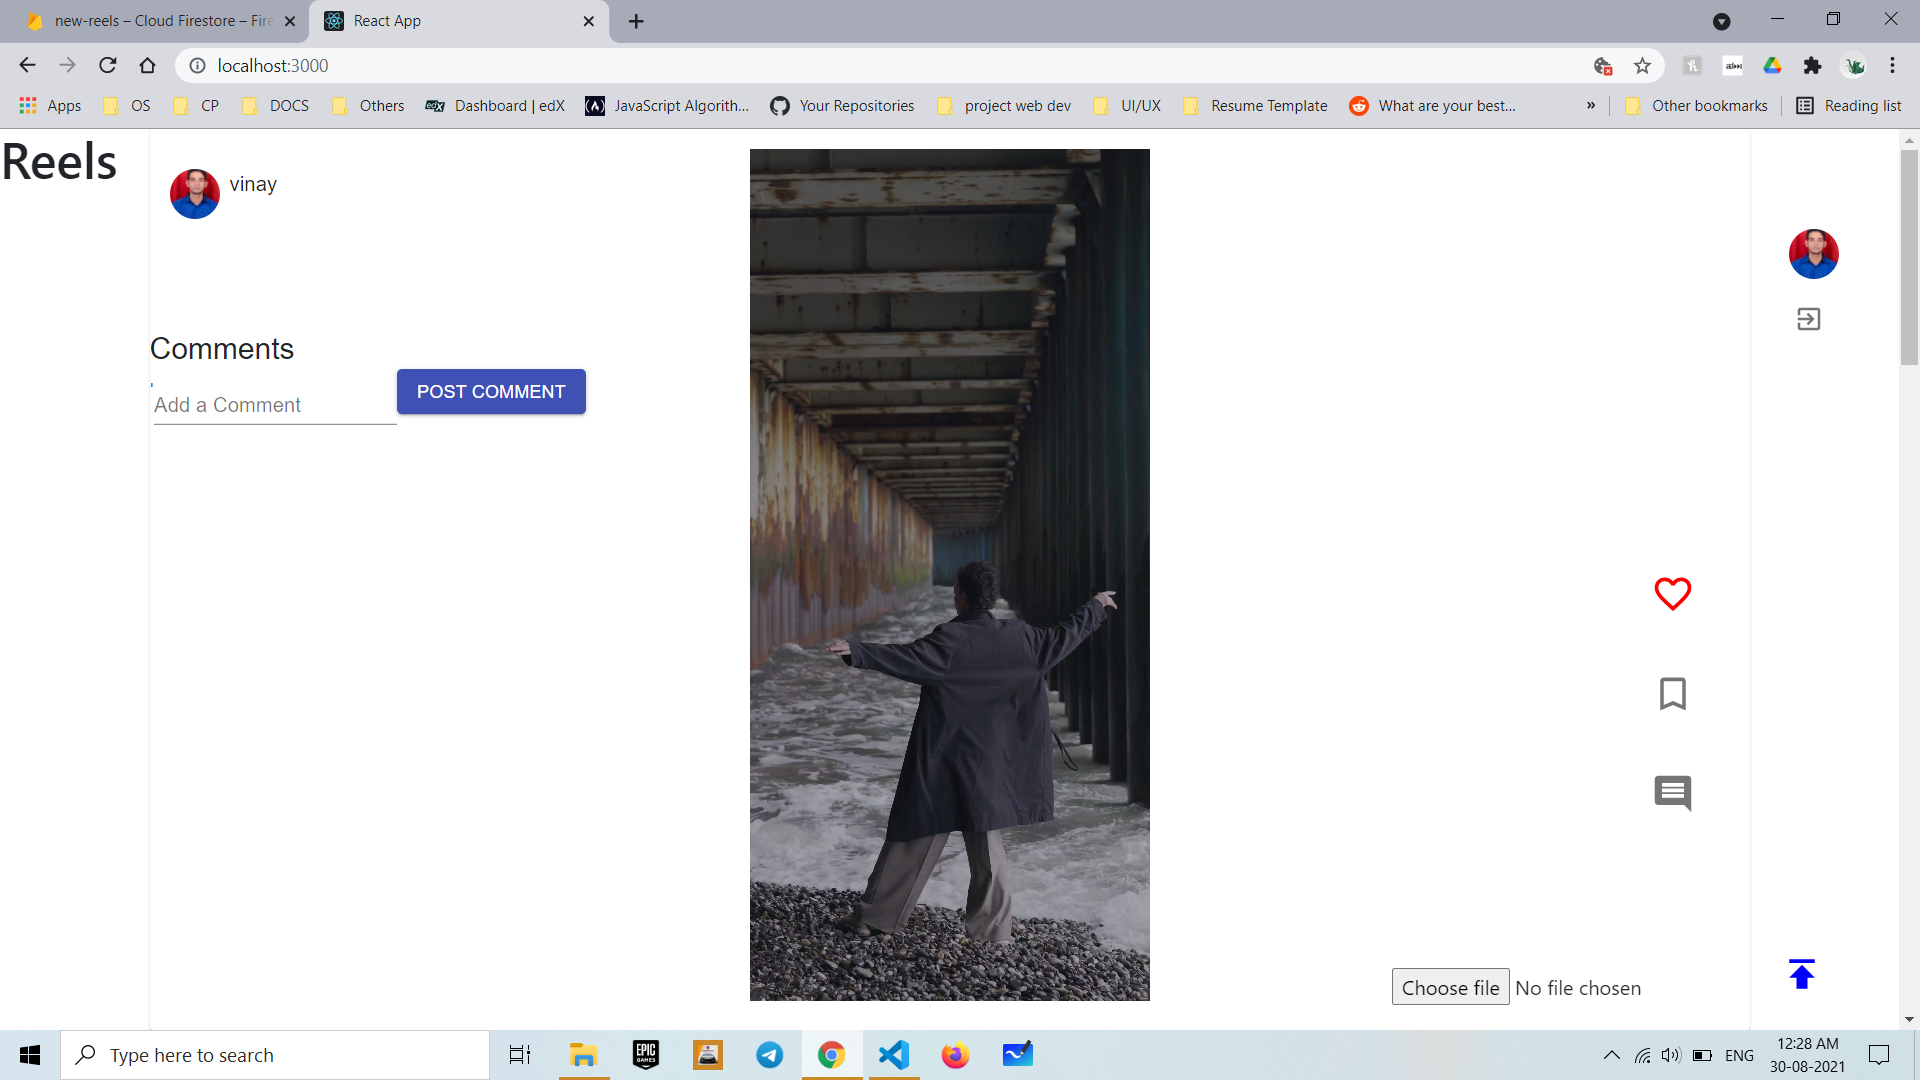 new-reels – Cloud Firestore – Fire
React App
localhost:3000
Apps
OS
CP
DOCS
Others
edX
Dashboard | edX
JavaScript Algorith...
Your Repositories
project web dev
UI/UX
Resume Template
What are your best...
»
Other bookmarks
Reading list
Reels
vinay
Comments
Add a Comment
POST COMMENT
Choose file
No file chosen
Type here to search
EPIC
GAMES
ENG
12:28 AM
30-08-2021